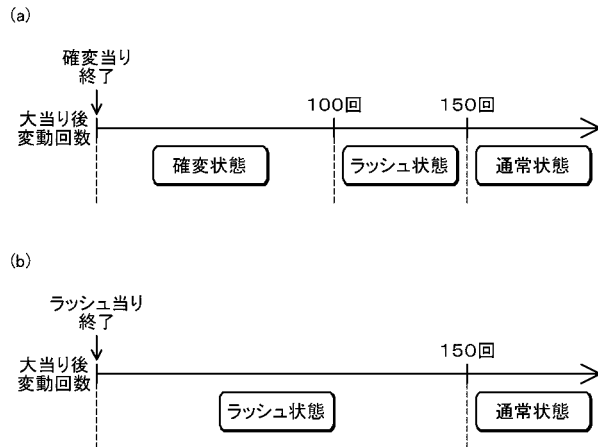 (a)
確変当り
終了
100回
150回
大当り後
変動回数
確変状態
ラッシュ状態
通常状態
(b)
ラッシュ当り
終了
150回
大当り後
変動回数
ラッシュ状態
通常状態